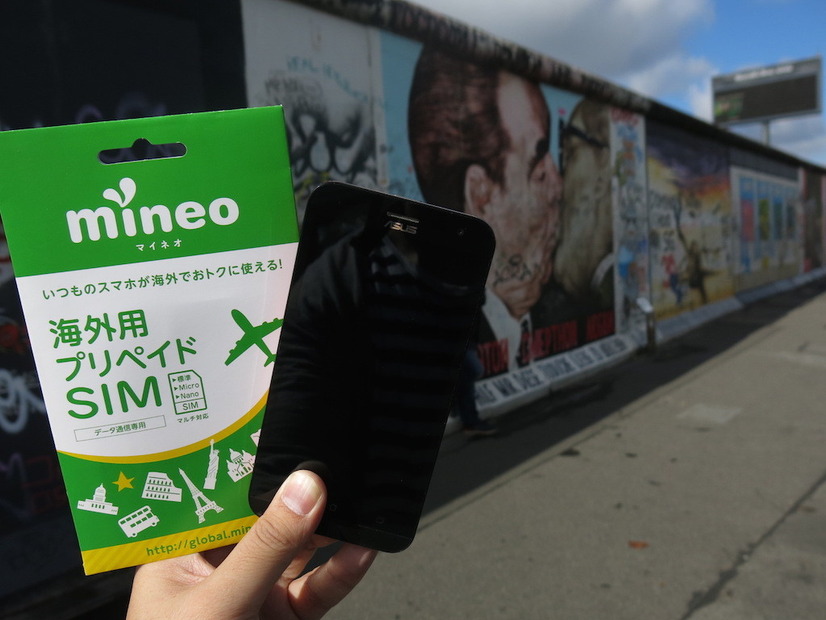 mineo
マイネオ
いつものスマホが海外でおトクに使える!
海外用
プリペイド
SIM
▶標準
▶Micro
▶Nano
SIM
マルチ対応
データ通信専用
http://global.min
ASUS